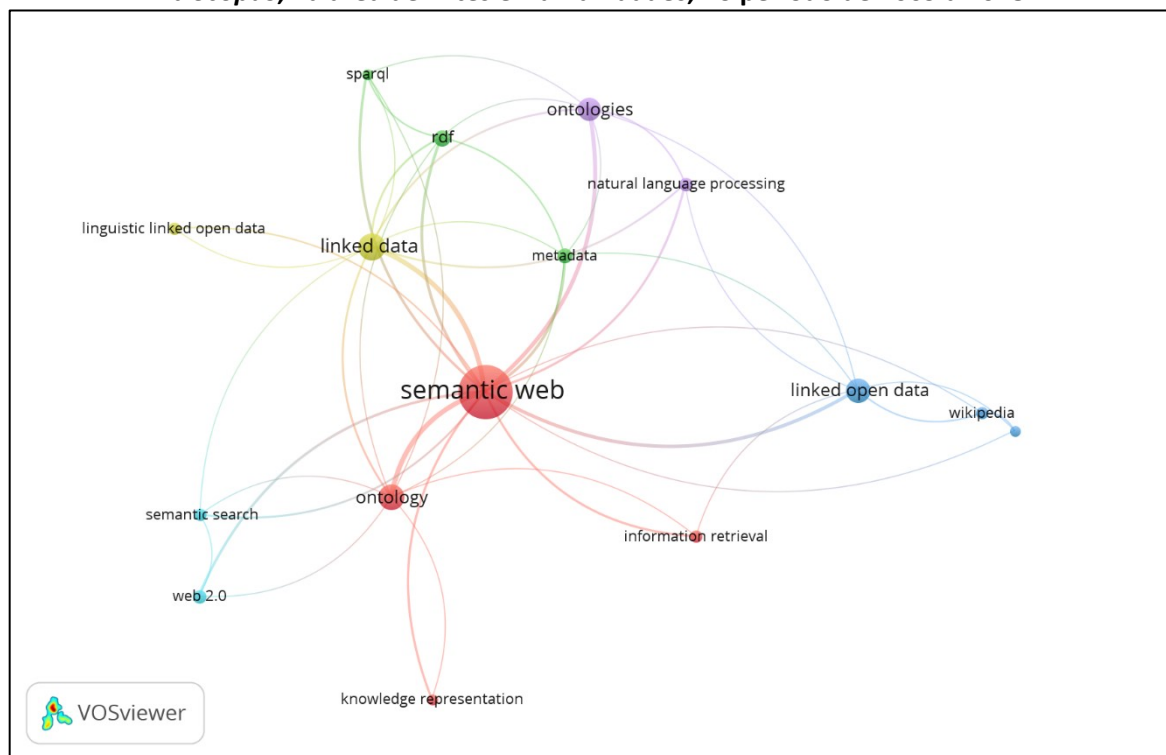 sparql
ontologies
rdf
natural language processing
linguistic linked open data
linked data
metadata
semantic web
linked open data
wikipedia
ontology
semantic search
information retrieval
web 2.0
knowledge representation
VOSviewer